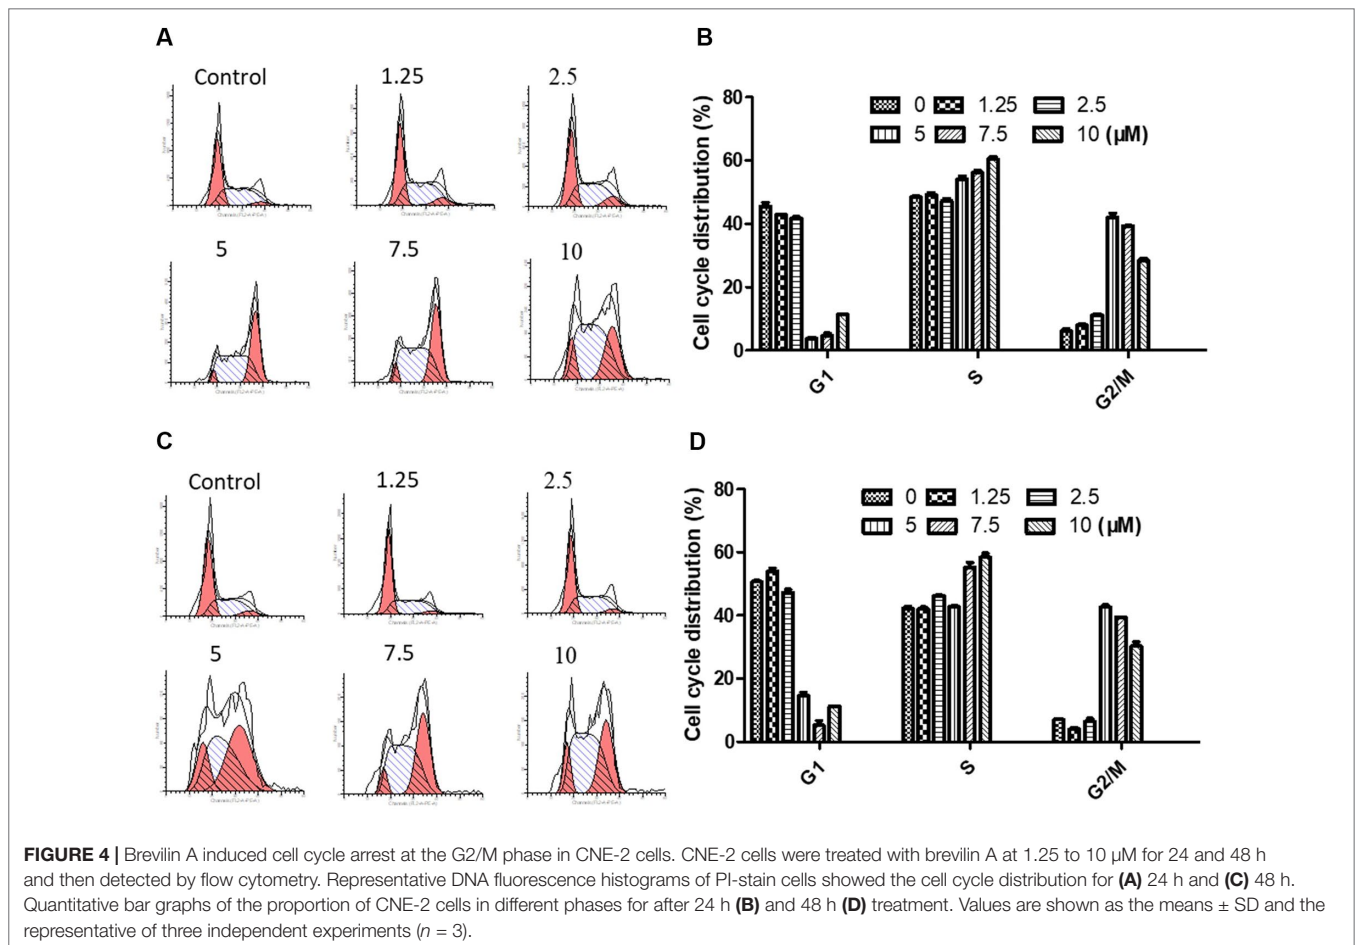 A
B
Control
1.25
2.5
5
7.5
10
Cell cycle distribution (%)
80
60
40
20
0
0 1.25 2.5
5 7.5 10 (µM)
G1
S
G2/M
C
D
Control
1.25
2.5
5
7.5
10
Cell cycle distribution (%)
80
60
40
20
0
0 1.25 2.5
5 7.5 10 (µM)
G1
S
G2/M
FIGURE 4 | Brevilin A induced cell cycle arrest at the G2/M phase in CNE-2 cells. CNE-2 cells were treated with brevilin A at 1.25 to 10 µM for 24 and 48 h
and then detected by flow cytometry. Representative DNA fluorescence histograms of PI-stain cells showed the cell cycle distribution for (A) 24 h and (C) 48 h.
Quantitative bar graphs of the proportion of CNE-2 cells in different phases for after 24 h (B) and 48 h (D) treatment. Values are shown as the means ± SD and the
representative of three independent experiments (n = 3).